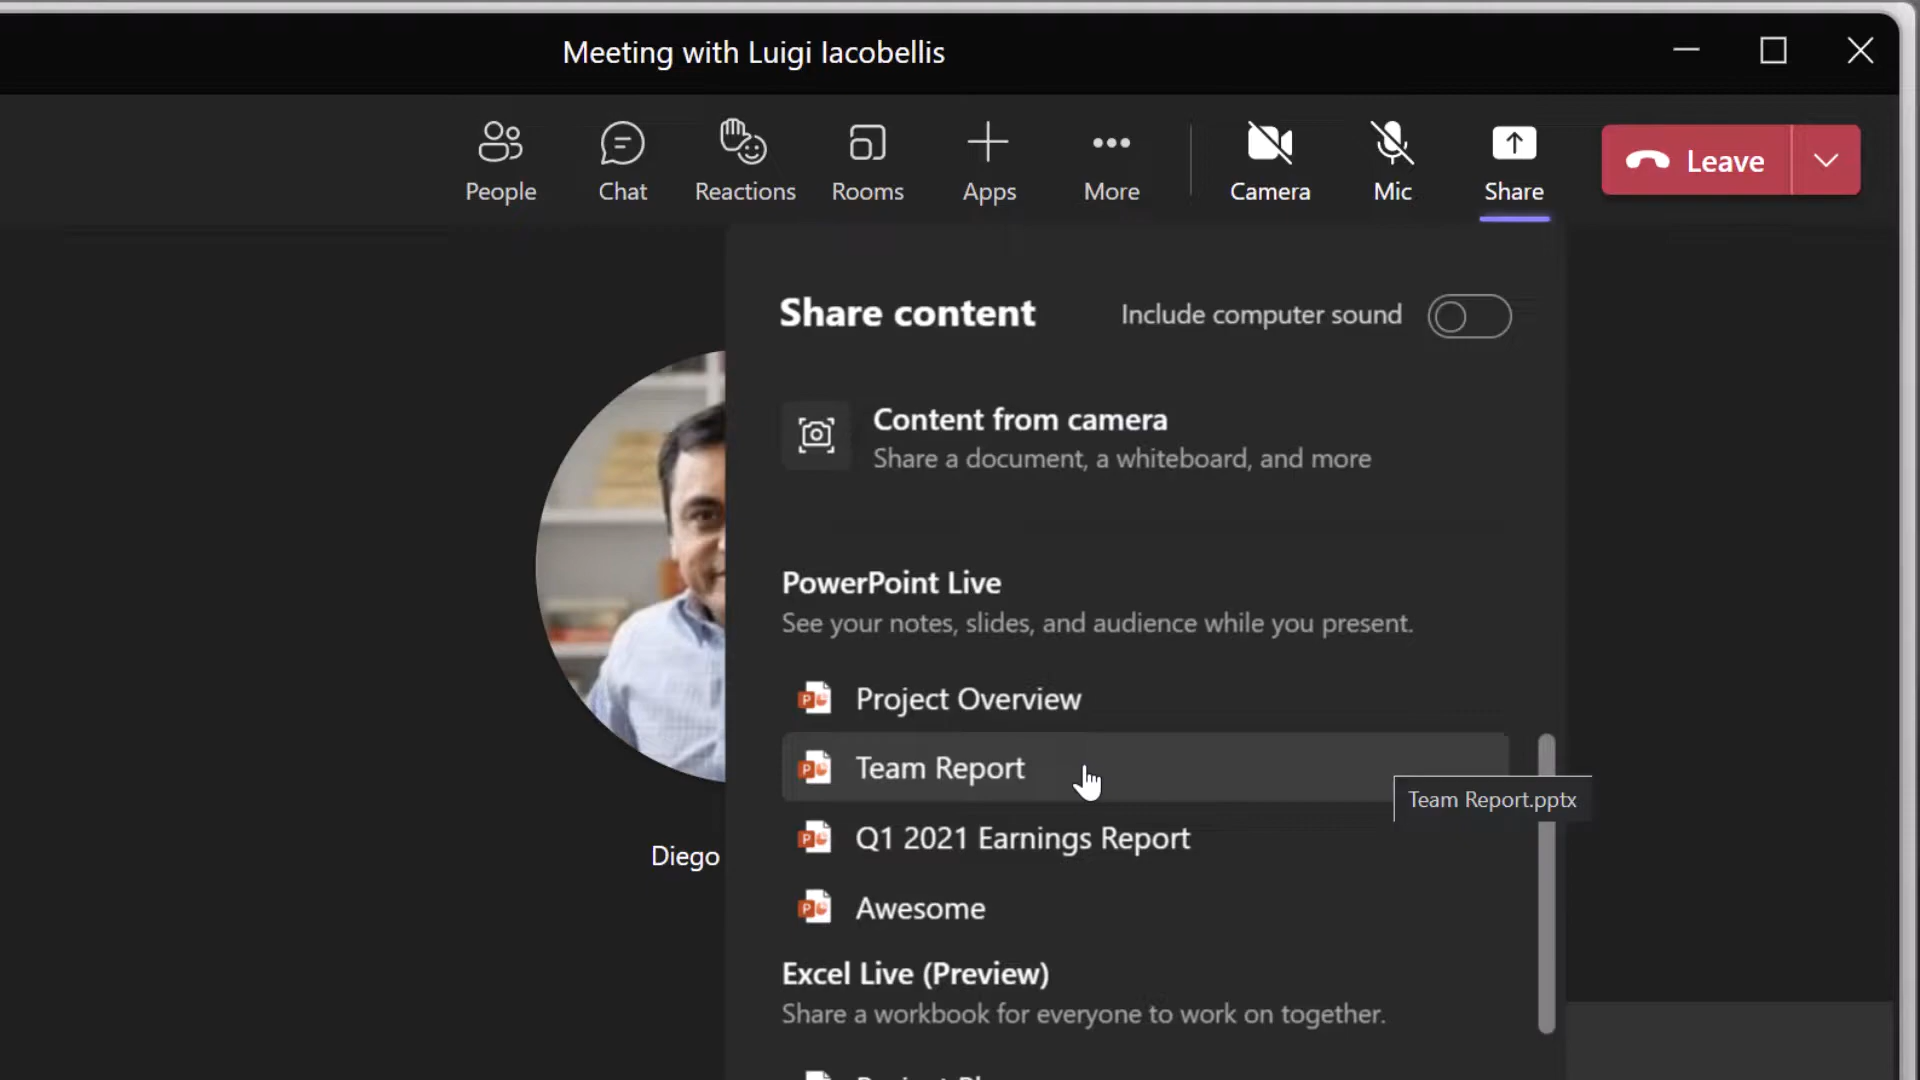 Meeting with Luigi Iacobellis
People
Chat
Reactions
Rooms
Apps
More
Camera
Mic
Share
Leave
Share content
Include computer sound
Content from camera
Share a document, a whiteboard, and more
PowerPoint Live
See your notes, slides, and audience while you present.
Project Overview
Team Report
Team Report.pptx
Q1 2021 Earnings Report
Diego
Awesome
Excel Live (Preview)
Share a workbook for everyone to work on together.